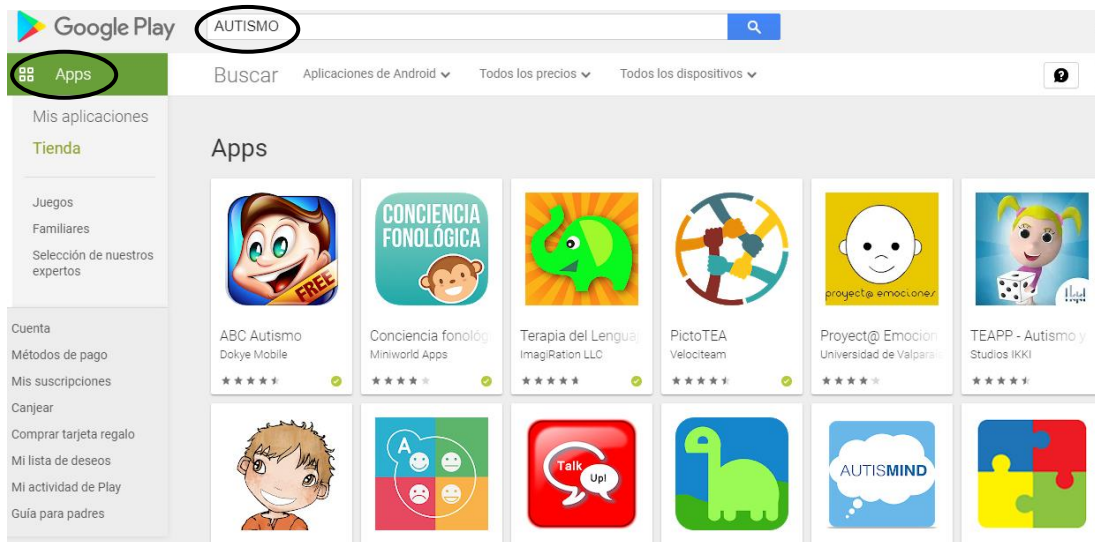 Google Play
AUTISMO
Apps
Buscar
Aplicaciones de Android
Todos los precios
Todos los dispositivos
Mis aplicaciones
Tienda
Juegos
Familiares
Selección de nuestros
expertos
Cuenta
Métodos de pago
Mis suscripciones
Canjear
Comprar tarjeta regalo
Mi lista de deseos
Mi actividad de Play
Guía para padres
Apps
FREE
ABC Autismo
Dokye Mobile
CONCIENCIA
FONOLÓGICA
Conciencia fonológ
Miniworld Apps
Terapia del Lengua
ImagiRation LLC
PictoTEA
Velociteam
proyect@ emociones
Proyect@ Emocion
Universidad de Valparaí
TEAPP - Autismo y
Studios IKKI
A
Talk
Up!
AUTISMIND